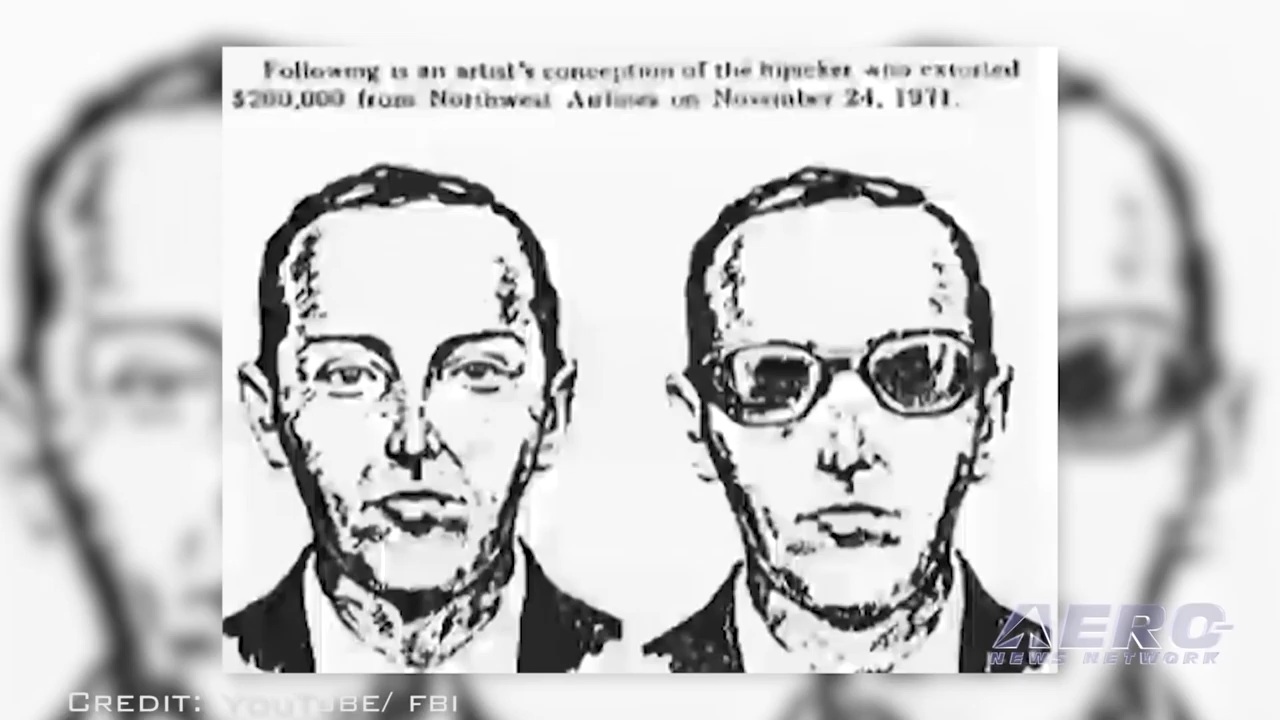 Following is an artist's conception of the hijacker who extorted
$200,000 from Northwest Airlines on November 24, 1971.
AERO
NEWS NETWORK
CREDIT: YOUTUBE/ FBI